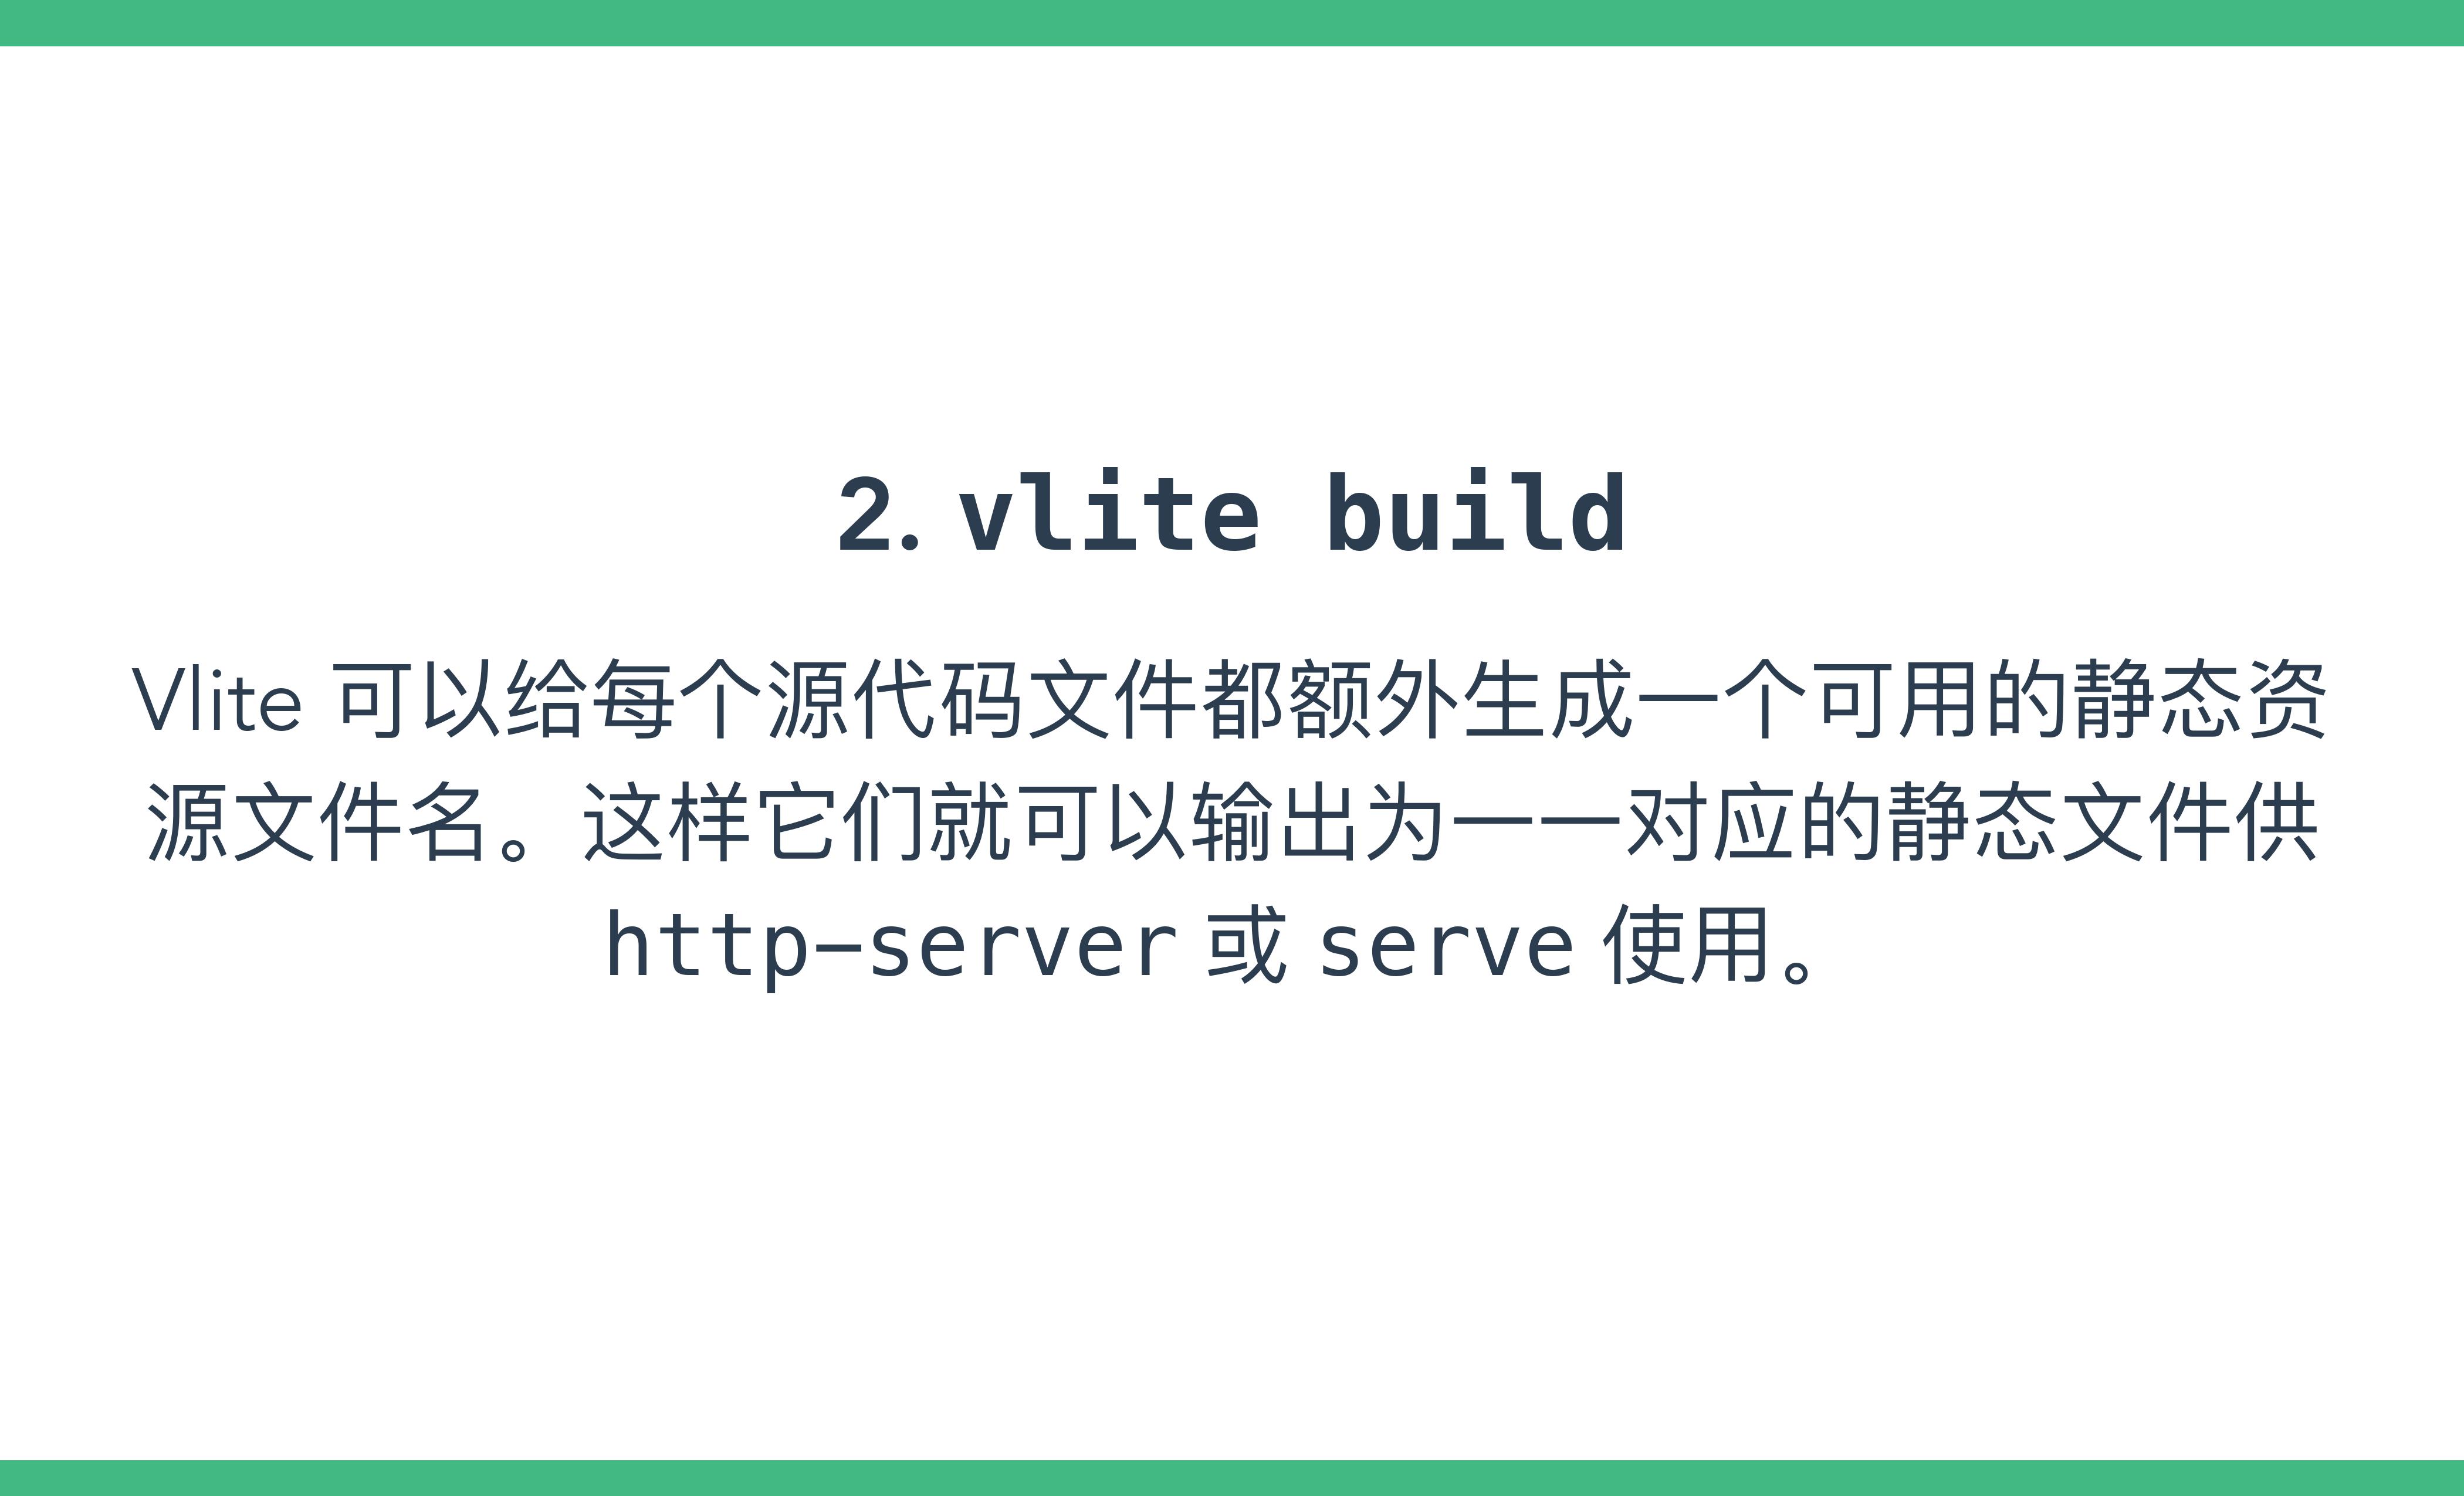 2. vlite build
Vlite 可以给每个源代码文件都额外生成一个可用的静态资
源文件名。这样它们就可以输出为一一对应的静态文件供
http-server 或 serve 使用。